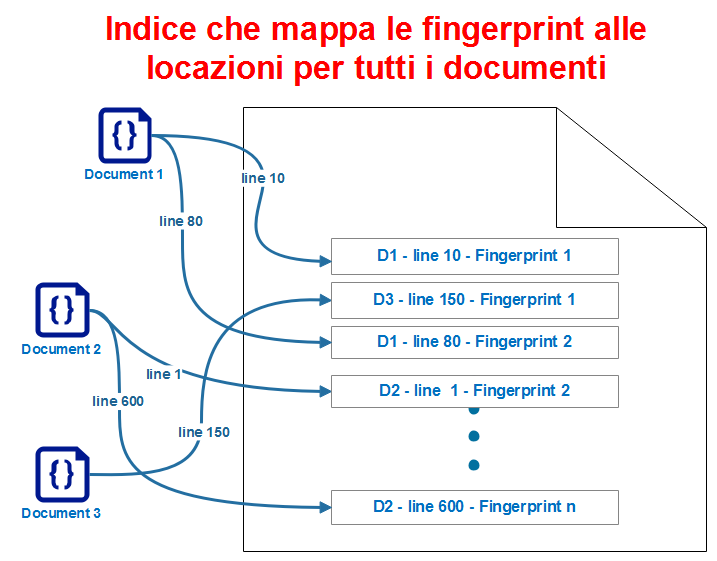 Indice che mappa le fingerprint alle
locazioni per tutti i documenti
Document 1
line 10
line 80
D1 - line 10 - Fingerprint 1
D3 - line 150 - Fingerprint 1
D1 - line 80 - Fingerprint 2
Document 2
line 1
line 600
D2 - line  1 - Fingerprint 2
line 150
Document 3
D2 - line 600 - Fingerprint n